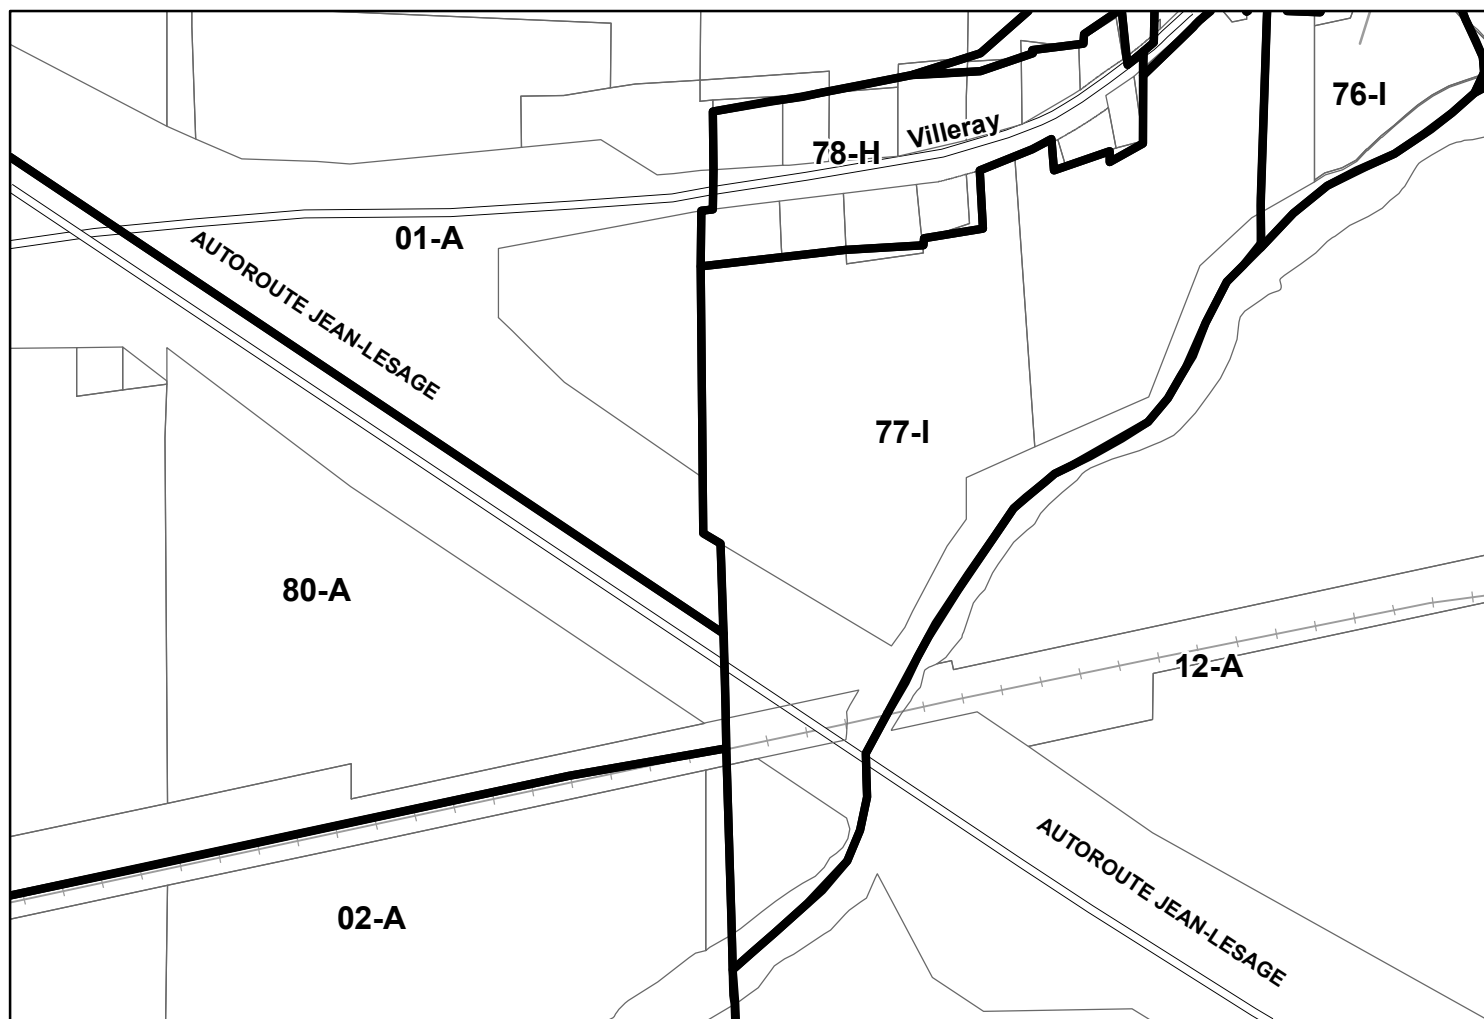 76-I
Villeray
78-H
01-A
AUTOROUTE JEAN-LESAGE
77-I
80-A
12-A
AUTOROUTE JEAN-LESAGE
02-A